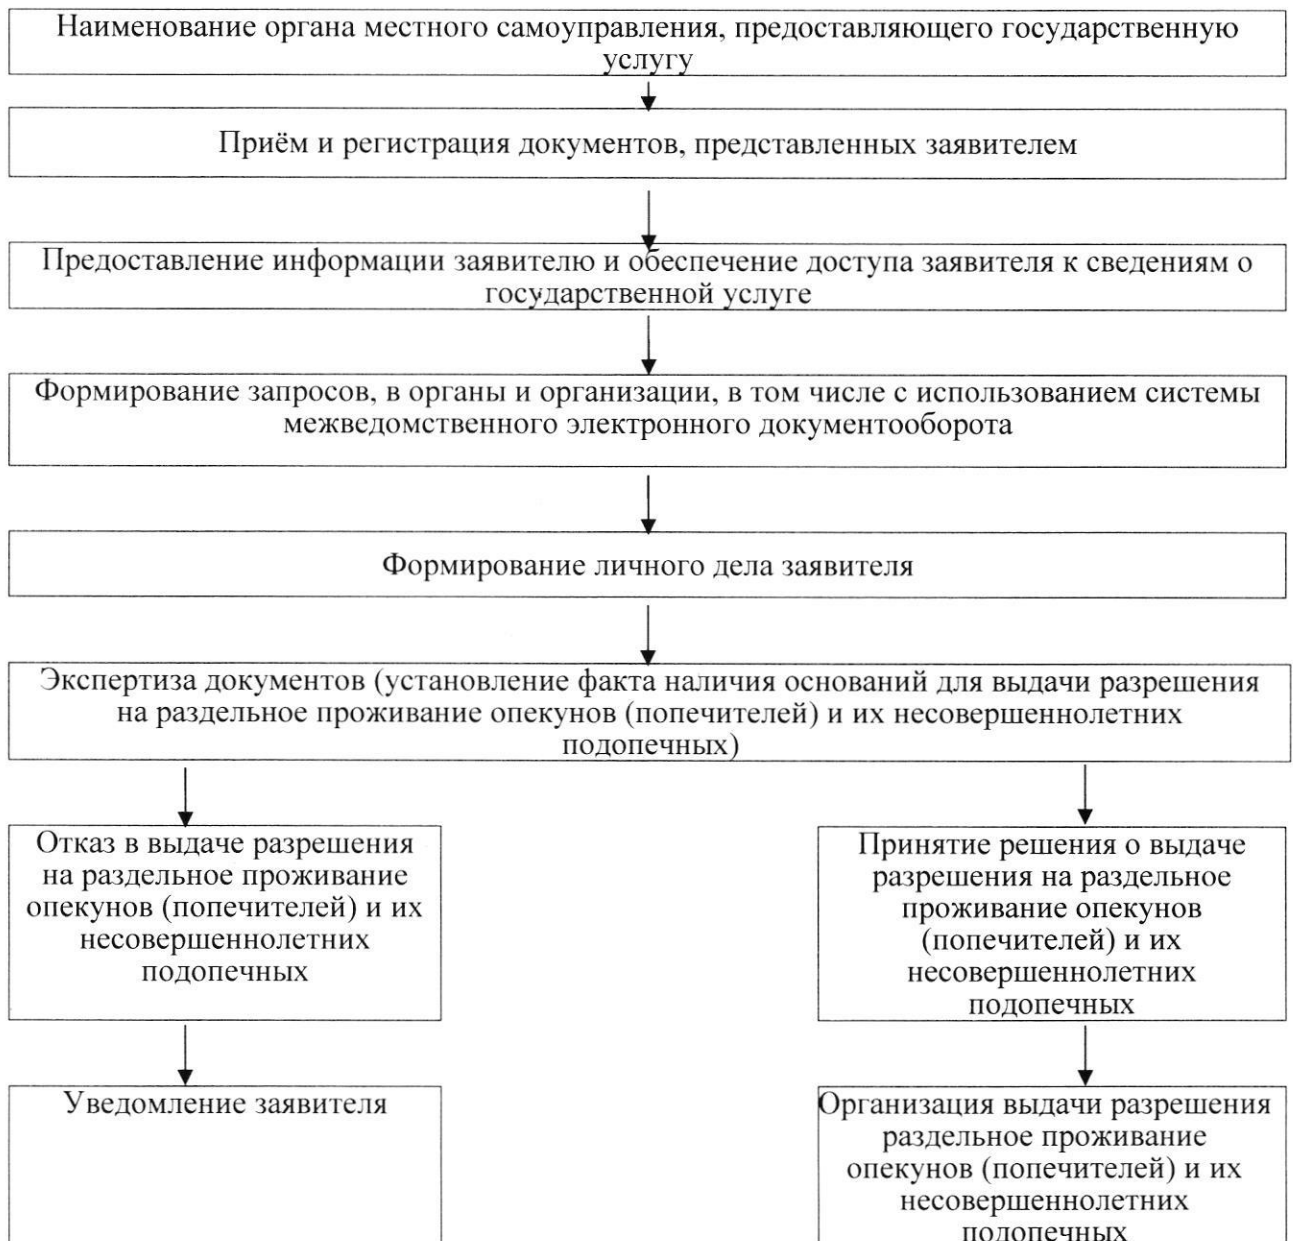 Наименование органа местного самоуправления, предоставляющего государственную
услугу
Приём и регистрация документов, представленных заявителем
Предоставление информации заявителю и обеспечение доступа заявителя к сведениям о
государственной услуге
Формирование запросов, в органы и организации, в том числе с использованием системы
межведомственного электронного документооборота
Формирование личного дела заявителя
Экспертиза документов (установление факта наличия оснований для выдачи разрешения
на раздельное проживание опекунов (попечителей) и их несовершеннолетних
подопечных)
Отказ в выдаче разрешения
на раздельное проживание
опекунов (попечителей) и их
несовершеннолетних
подопечных
Принятие решения о выдаче
разрешения на раздельное
проживание опекунов
(попечителей) и их
несовершеннолетних
подопечных
Уведомление заявителя
Организация выдачи разрешения
раздельное проживание
опекунов (попечителей) и их
несовершеннолетних
подопечных